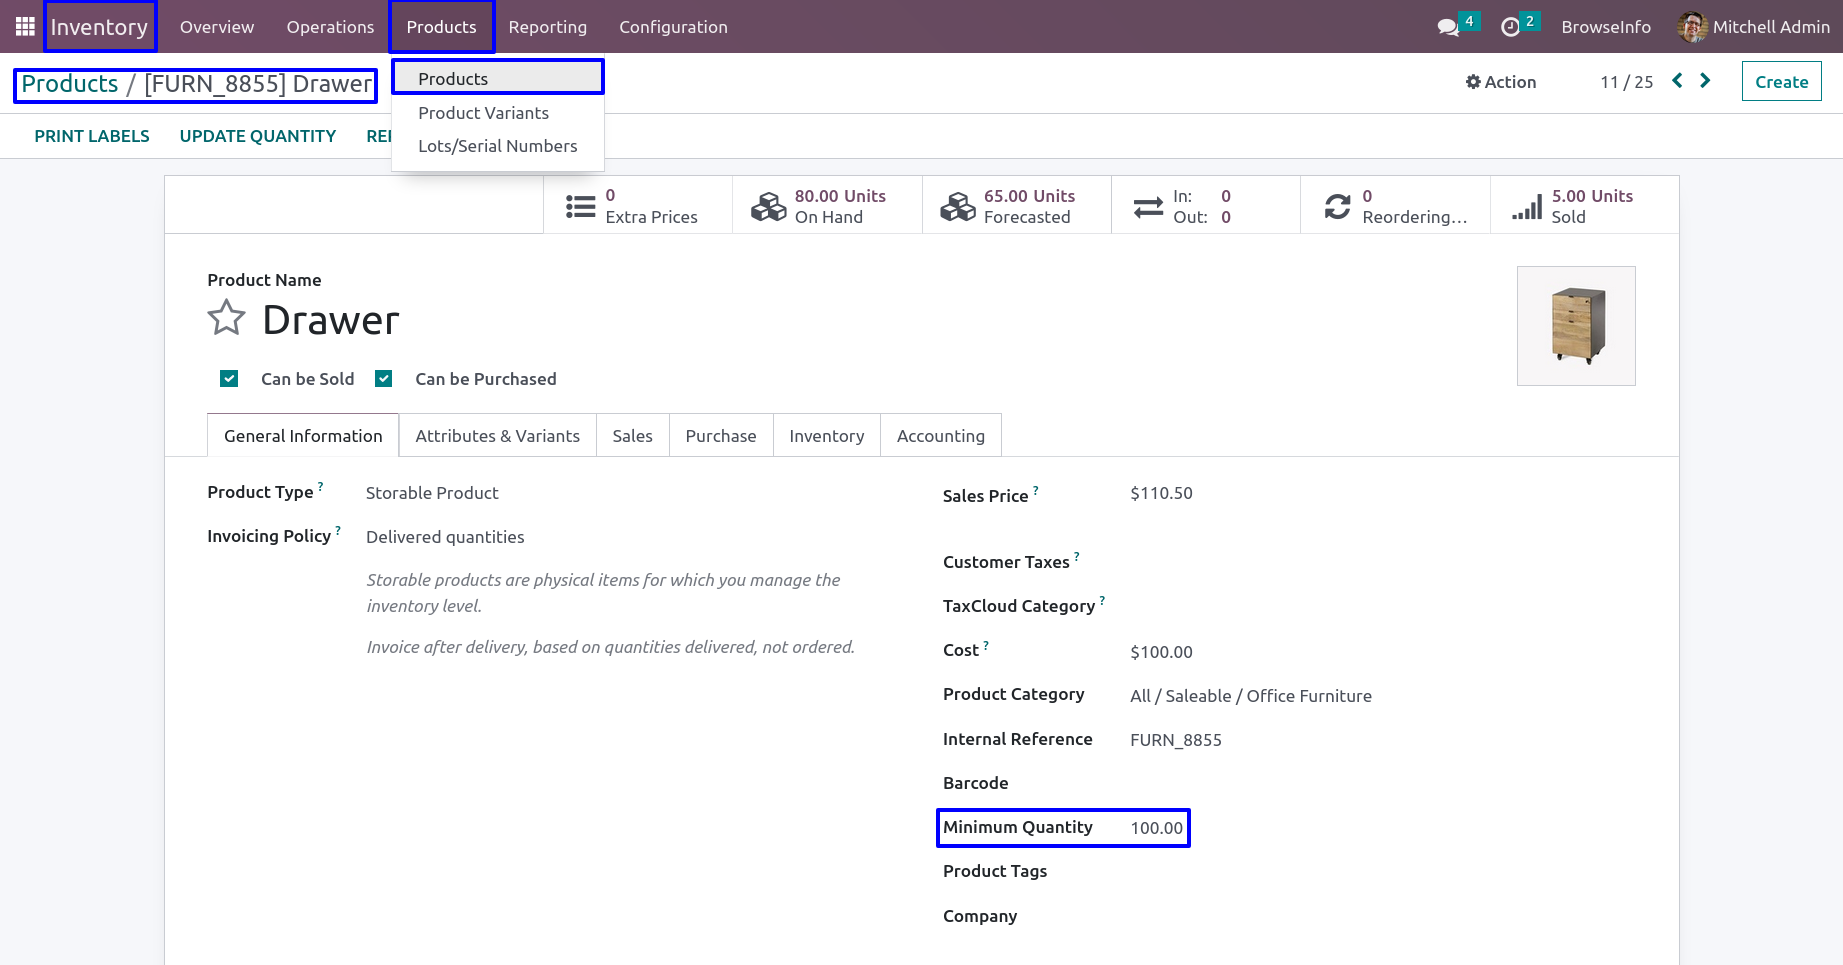 Inventory Overview Operations Products Reporting Configuration 4 2 BrowseInfo Mitchell Admin
Products / [FURN_8855] Drawer Action 11 / 25 Create
Products
Product Variants
Lots/Serial Numbers
PRINT LABELS UPDATE QUANTITY
0 Extra Prices
80.00 Units On Hand
65.00 Units Forecasted
In: 0
Out: 0
0 Reordering...
5.00 Units Sold
Product Name
Drawer
Can be Sold Can be Purchased
General Information Attributes & Variants Sales Purchase Inventory Accounting
Product Type ? Storable Product
Invoicing Policy ? Delivered quantities
Storable products are physical items for which you manage the
inventory level.
Invoice after delivery, based on quantities delivered, not ordered.
Sales Price ? $110.50
Customer Taxes ?
TaxCloud Category ?
Cost ? $100.00
Product Category All / Saleable / Office Furniture
Internal Reference FURN_8855
Barcode
Minimum Quantity 100.00
Product Tags
Company